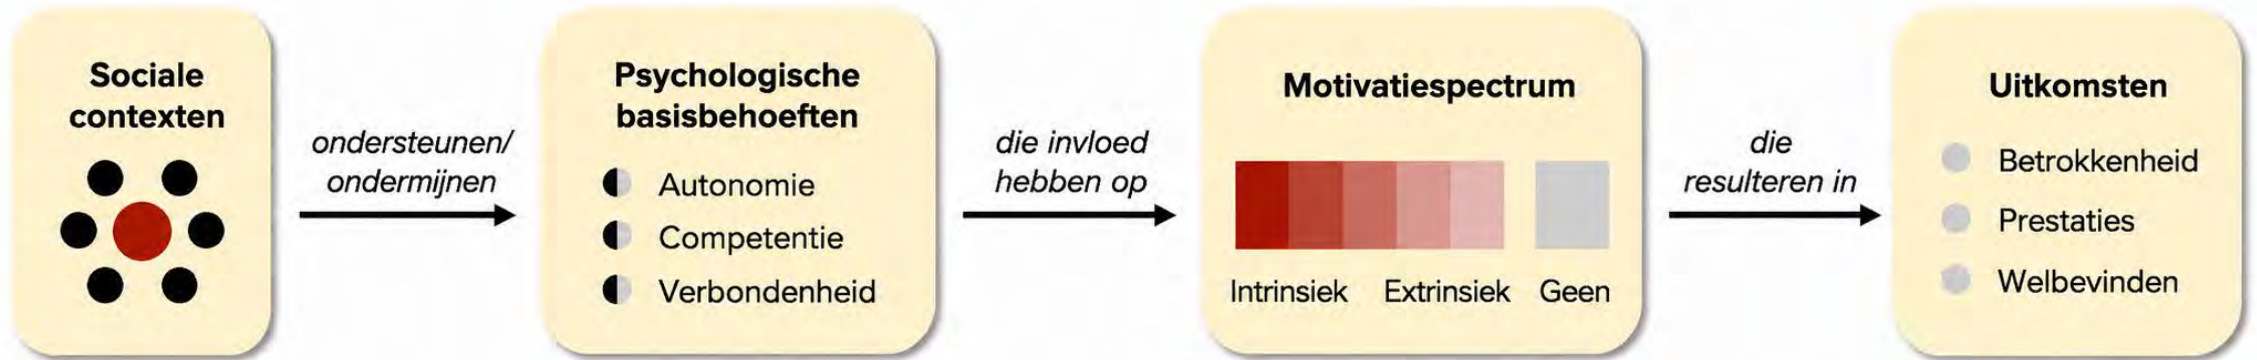 Sociale
contexten
ondersteunen/
ondermijnen
Psychologische
basisbehoeften
Autonomie
Competentie
Verbondenheid
die invloed
hebben op
Motivatiespectrum
Intrinsiek Extrinsiek Geen
die
resulteren in
Uitkomsten
Betrokkenheid
Prestaties
Welbevinden